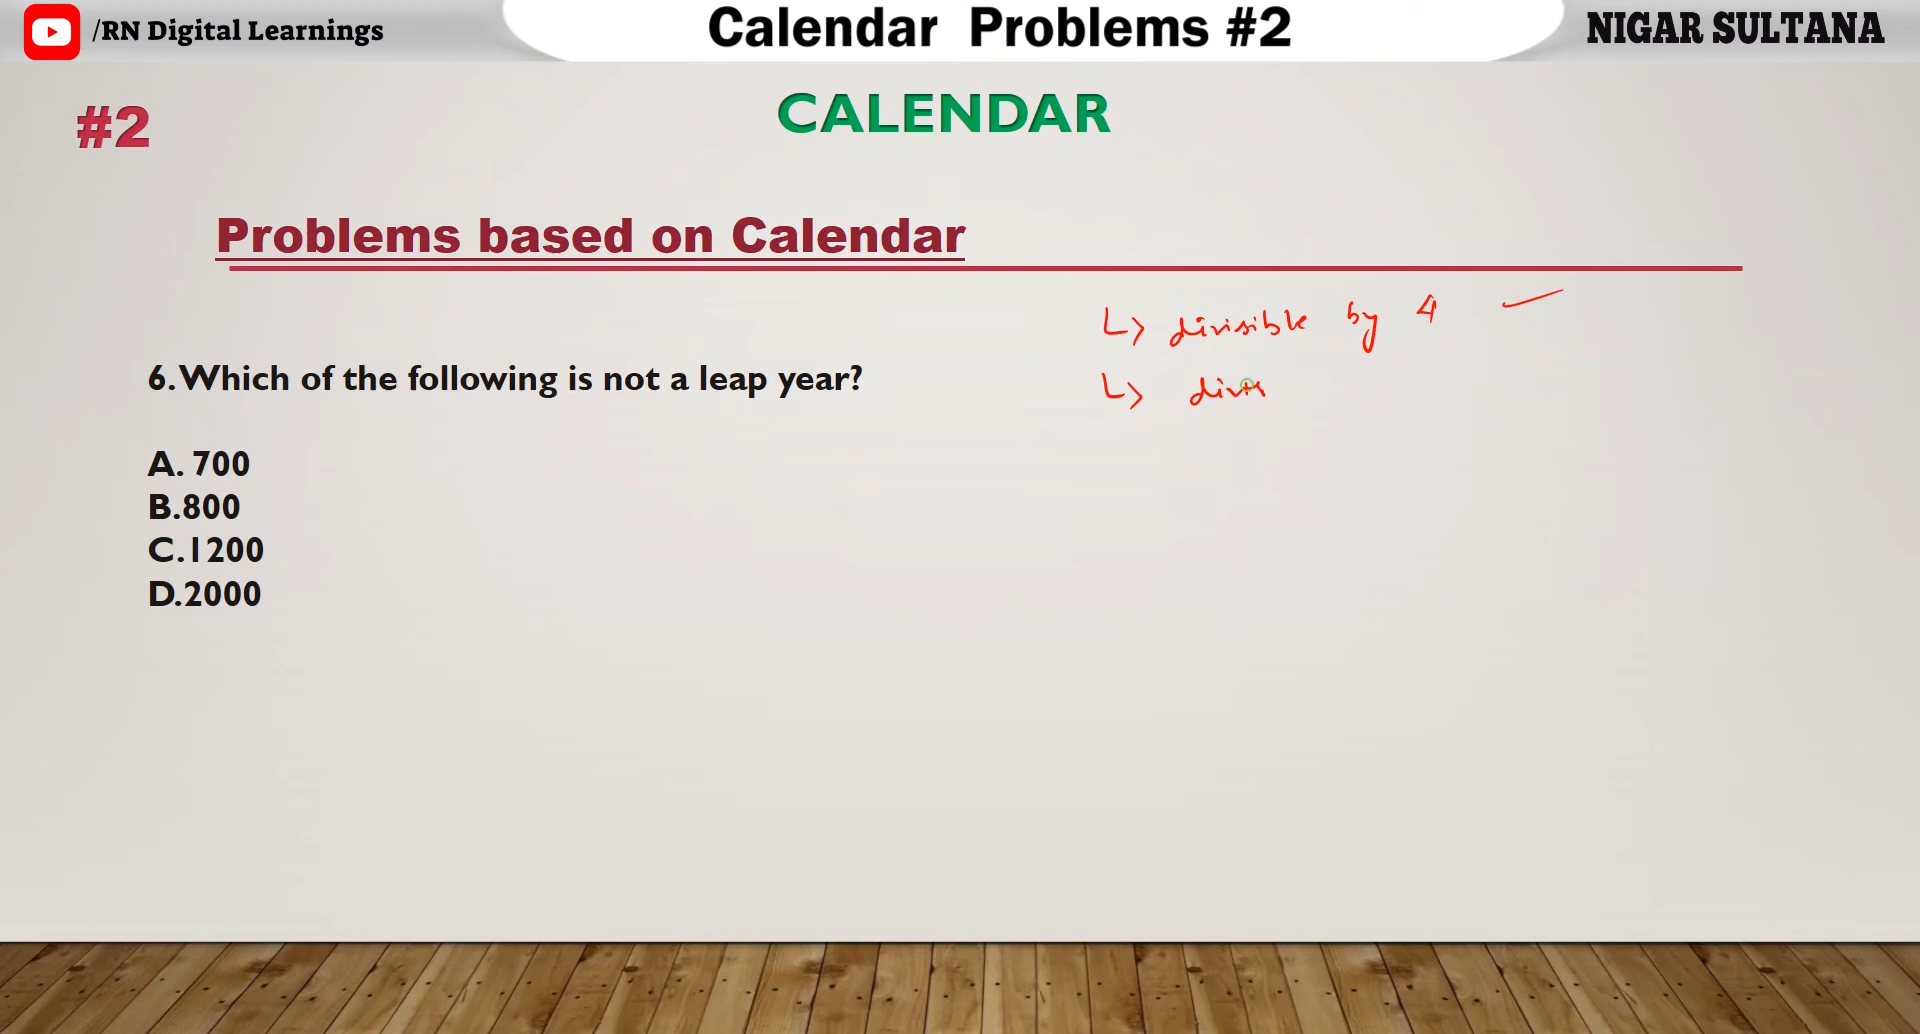 /RN Digital Learnings
Calendar Problems #2
NIGAR SULTANA
#2
CALENDAR
Problems based on Calendar
↳ divisible by 4
6. Which of the following is not a leap year?
↳ divis
A. 700
B.800
C.1200
D.2000